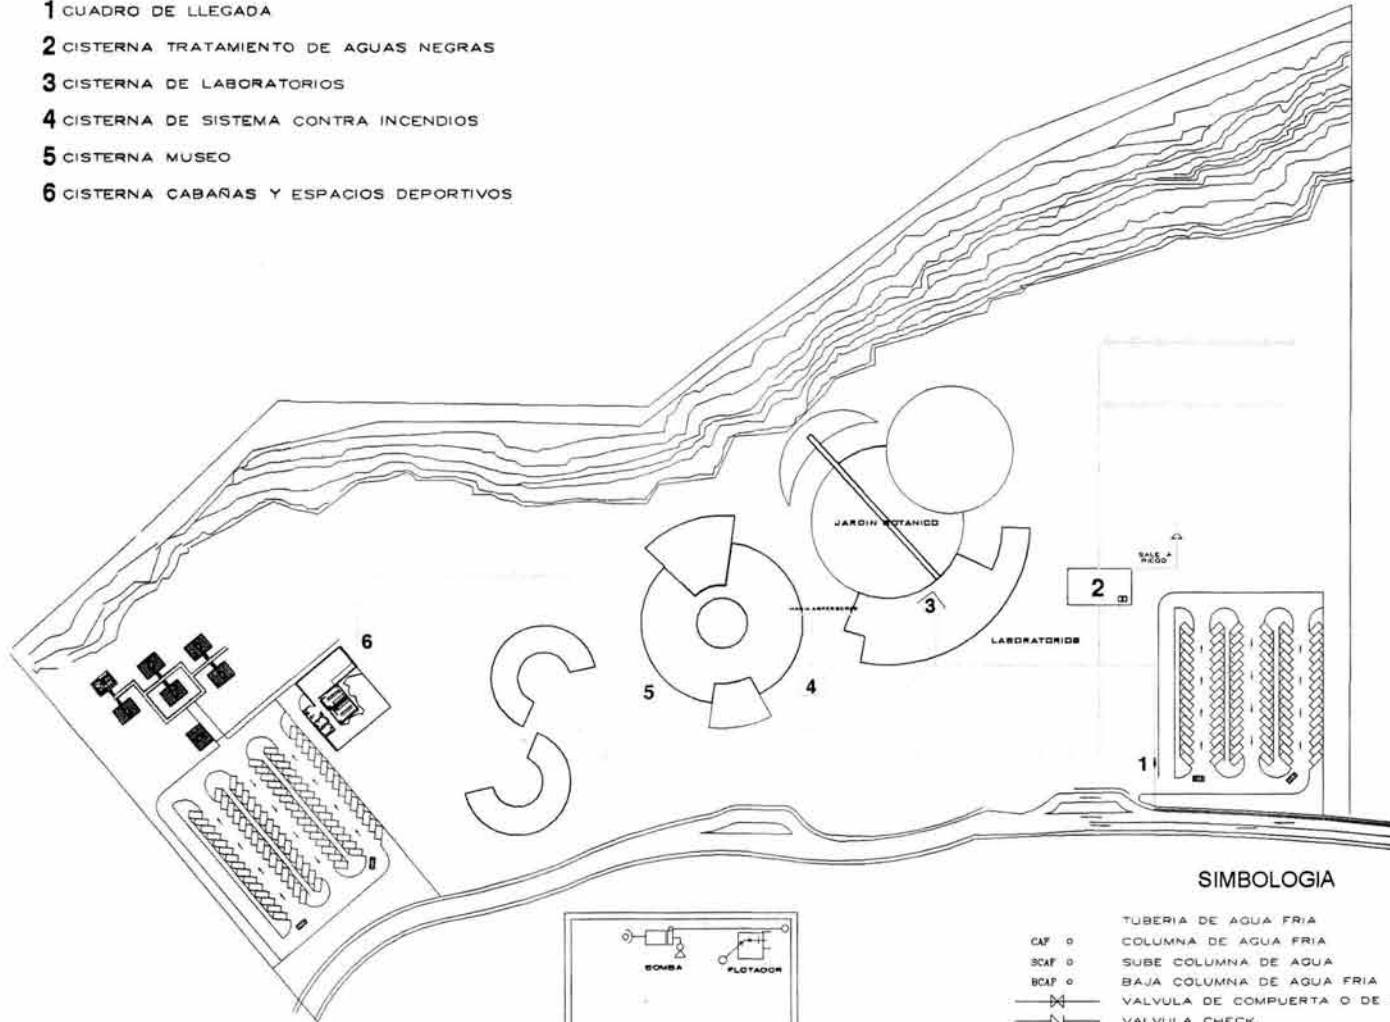 1 CUADRO DE LLEGADA
2 CISTERNA TRATAMIENTO DE AGUAS NEGRAS
3 CISTERNA DE LABORATORIOS
4 CISTERNA DE SISTEMA CONTRA INCENDIOS
5 CISTERNA MUSEO
6 CISTERNA CABAÑAS Y ESPACIOS DEPORTIVOS
JARDIN BOTANICO
SALE A
RIEGO
2
3
LABORATORIOS
6
5
4
1
BOMBA
FLOTADOR
SIMBOLOGIA
TUBERIA DE AGUA FRIA
CAF COLUMNA DE AGUA FRIA
SCAF SUBE COLUMNA DE AGUA
BCAF BAJA COLUMNA DE AGUA FRIA
VALVULA DE COMPUERTA O DE
VALVULA CHECK